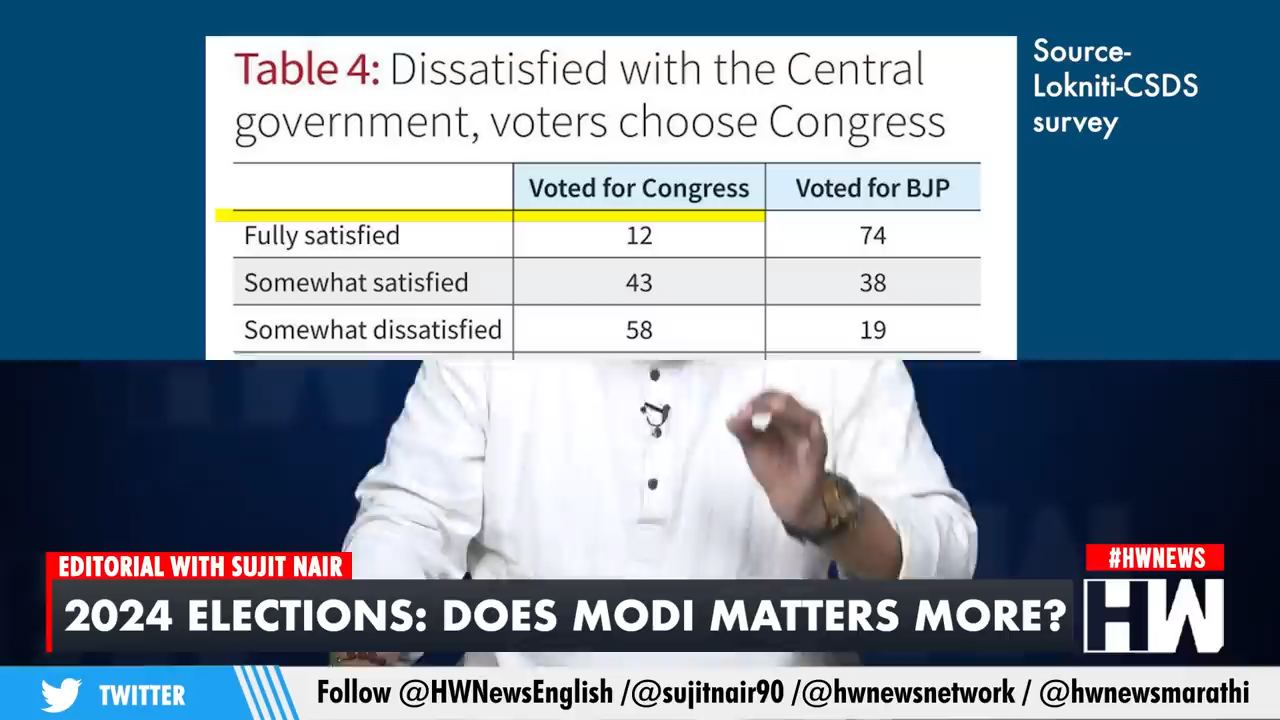 Table 4: Dissatisfied with the Central
government, voters choose Congress
Source-
Lokniti-CSDS
survey
Voted for Congress Voted for BJP
Fully satisfied 12 74
Somewhat satisfied 43 38
Somewhat dissatisfied 58 19
EDITORIAL WITH SUJIT NAIR
2024 ELECTIONS: DOES MODI MATTERS MORE?
#HWNEWS
HW
TWITTER
Follow @HWNewsEnglish /@sujitnair90 /@hwnewsnetwork / @hwnewsmarathi